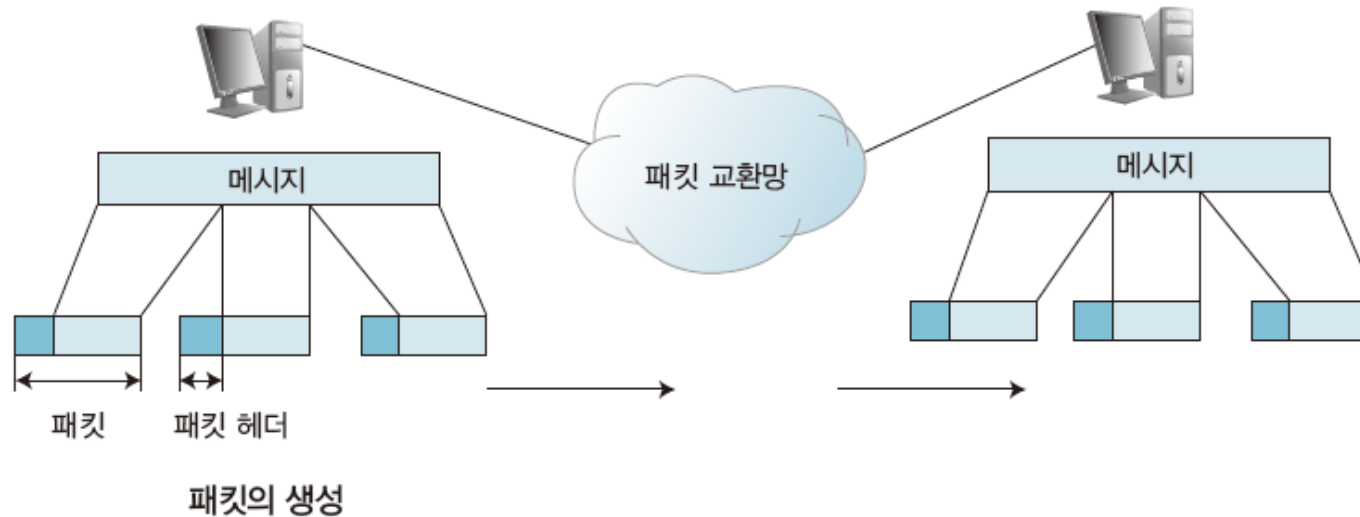 메시지
패킷 교환망
메시지
패킷
패킷 헤더
패킷의 생성